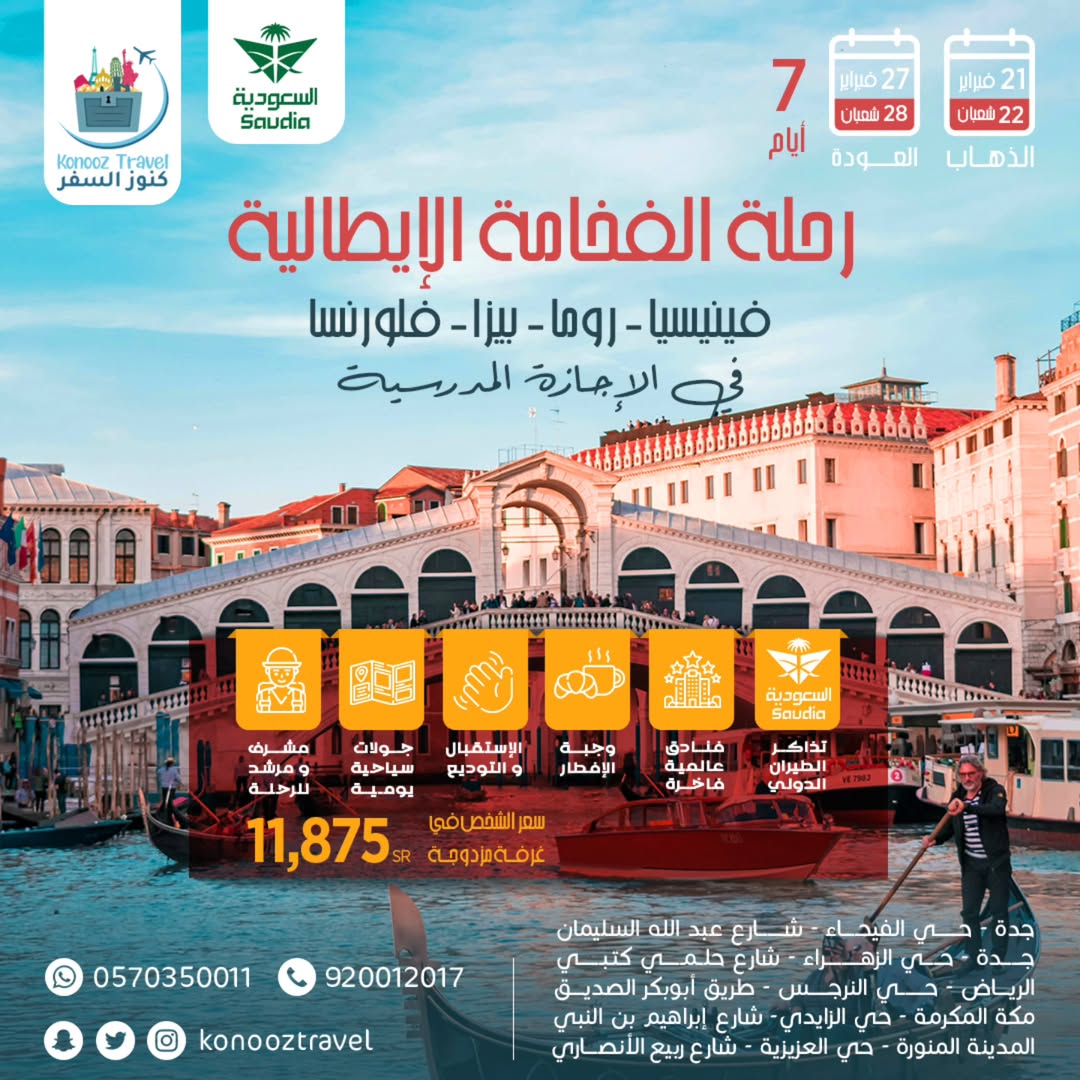 Konooz Travel
كنوز السفر
السعودية
Saudia
7
أيام
27 فبراير
28 شعبان
العودة
21 فبراير
22 شعبان
الذهاب
رحلة الفخامة الإيطالية
فينيسيا - روما - بيزا - فلورنسا
في الإجازة المدرسية
السعودية
Saudia
تذاكر
الطيران
الدولي
فنادق
عالمية
فاخرة
وجبة
الإفطار
الإستقبال
و التوديع
جولات
سياحية
يومية
مشرف
و مرشد
للرحلة
سعر الشخص في
غرفة مزدوجة
11,875 SR
VE 7903
2
جدة - حي الفيحاء - شارع عبد الله السليمان
جدة - حي الزهراء - شارع حلمي كتبي
الرياض - حي النرجس - طريق أبوبكر الصديق
مكة المكرمة - حي الزايدي- شارع إبراهيم بن النبي
المدينة المنورة - حي العزيزية - شارع ربيع الأنصاري
0570350011
920012017
konooztravel